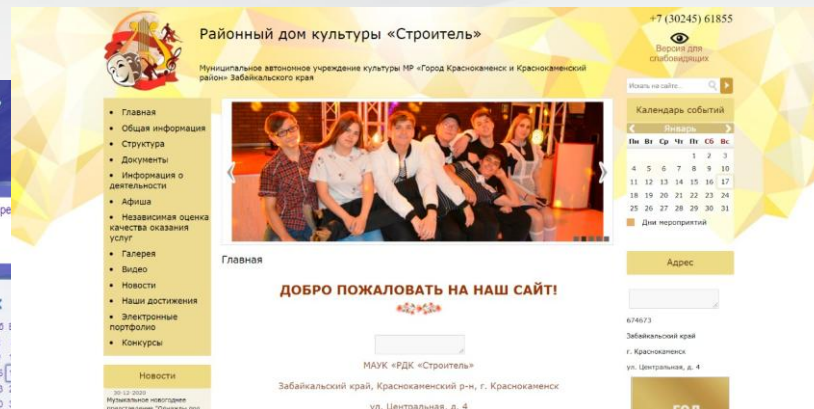 Районный дом культуры «Строитель»
Муниципальное автономное учреждение культуры МР «Город Краснокаменск и Краснокаменский
район» Забайкальского края
+7 (30245) 61855
Версия для
слабовидящих
Искать на сайте...
Главная
Общая информация
Структура
Документы
Информация о
деятельности
Афиша
Независимая оценка
качества оказания
услуг
Галерея
Видео
Новости
Наши достижения
Электронные
портфолио
Конкурсы
Новости
30-12-2020
Музыкальное новогоднее
Главная
ДОБРО ПОЖАЛОВАТЬ НА НАШ САЙТ!
МАУК «РДК «Строитель»
Забайкальский край, Краснокаменский р-н, г. Краснокаменск
ул. Центральная, д. 4
Календарь событий
Январь
Пн Вт Ср Чт Пт Сб Вс
1 2 3
4 5 6 7 8 9 10
11 12 13 14 15 16 17
18 19 20 21 22 23 24
25 26 27 28 29 30 31
Дни мероприятий
Адрес
674673
Забайкальский край
г. Краснокаменск
ул. Центральная, д. 4
ГОД